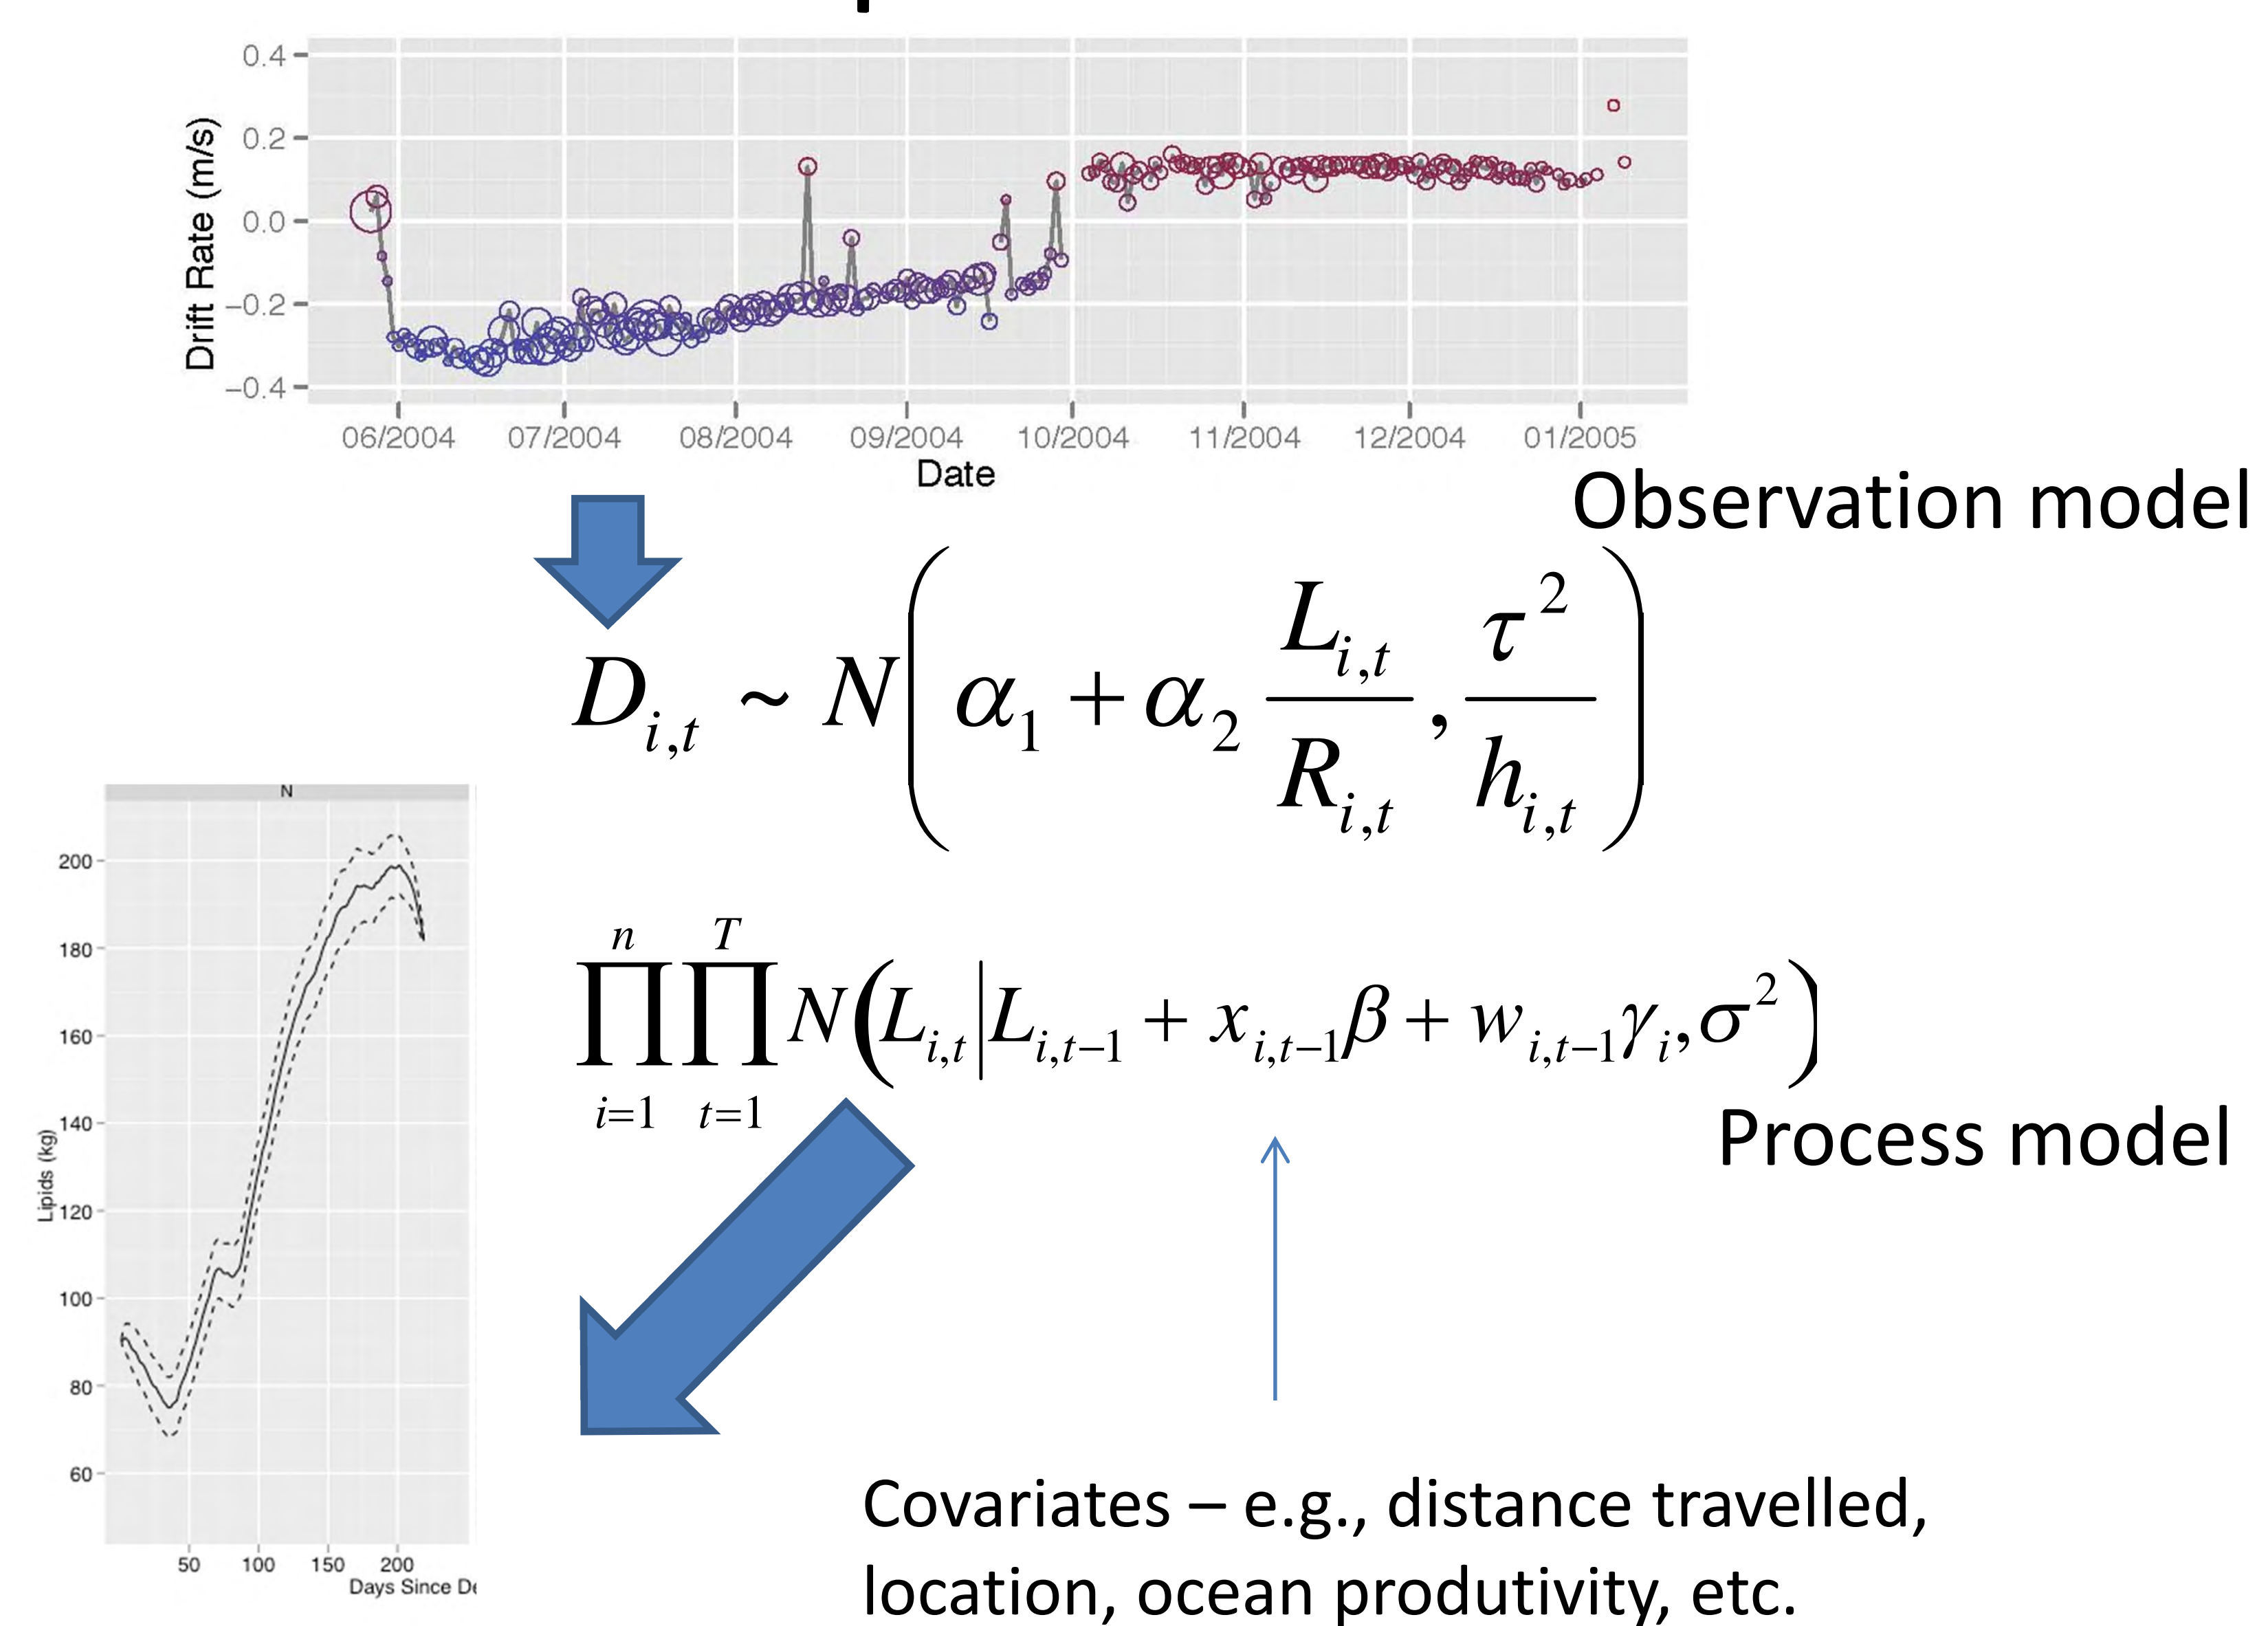 0.4
0.2
0.0
−0.2
−0.4
Drift Rate (m/s)
06/2004 07/2004 08/2004 09/2004 10/2004 11/2004 12/2004 01/2005
Date
Observation model
D_{i,t} ~ N(α_1 + α_2 L_{i,t}/R_{i,t}, τ^2/h_{i,t})
∏_{i=1}^{n} ∏_{t=1}^{T} N(L_{i,t}|L_{i,t−1} + x_{i,t−1}β + w_{i,t−1}γ_i, σ^2)
Process model
N
200
180
160
140
120
100
80
60
Lipids (kg)
50 100 150 200
Days Since
Covariates – e.g., distance travelled,
location, ocean produtivity, etc.